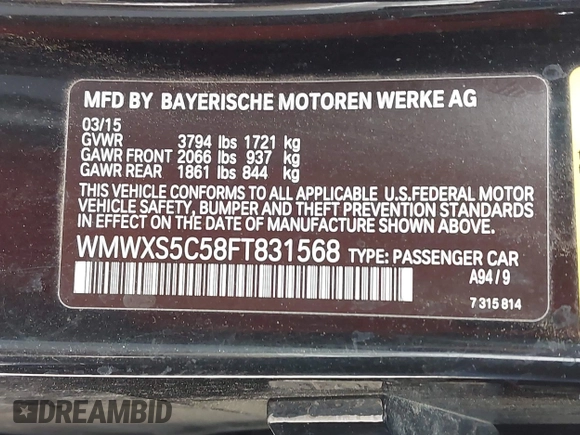 MFD BY BAYERISCHE MOTOREN WERKE AG
03/15
GVWR 3794 lbs 1721 kg
GAWR FRONT 2066 lbs 937 kg
GAWR REAR 1861 lbs 844 kg
THIS VEHICLE CONFORMS TO ALL APPLICABLE U.S.FEDERAL MOTOR
VEHICLE SAFETY, BUMPER AND THEFT PREVENTION STANDARDS
IN EFFECT ON THE DATE OF MANUFACTURE SHOWN ABOVE.
WMWXS5C58FT831568 TYPE: PASSENGER CAR
A94 / 9
7 315 814
DREAMBID